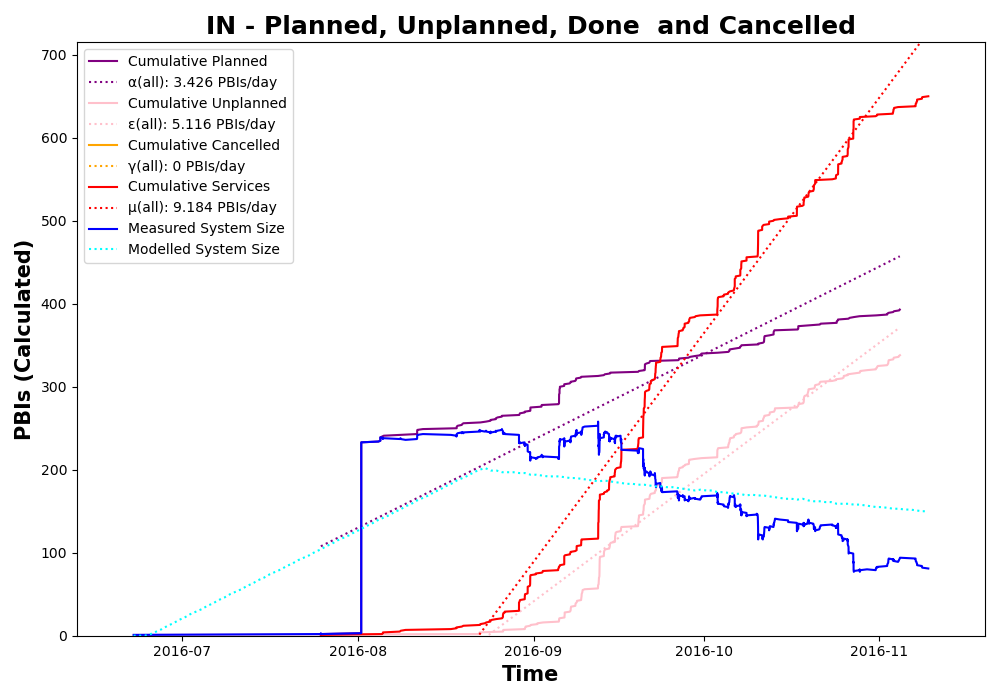 IN - Planned, Unplanned, Done  and Cancelled
PBIs (Calculated)
700
600
500
400
300
200
100
0
Cumulative Planned
α(all): 3.426 PBIs/day
Cumulative Unplanned
ε(all): 5.116 PBIs/day
Cumulative Cancelled
γ(all): 0 PBIs/day
Cumulative Services
μ(all): 9.184 PBIs/day
Measured System Size
Modelled System Size
2016-07 2016-08 2016-09 2016-10 2016-11
Time